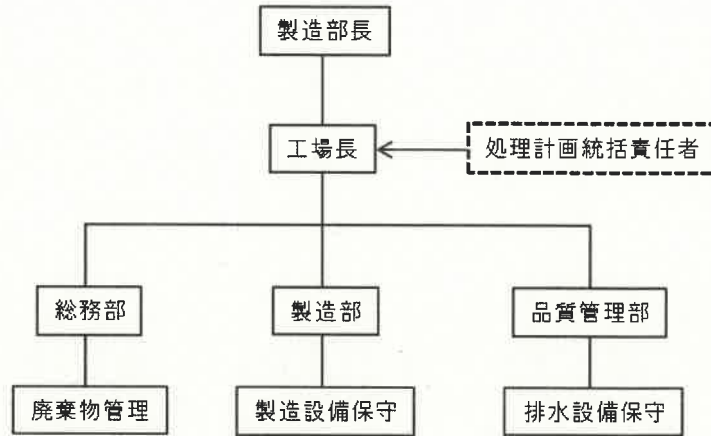 製造部長
工場長
処理計画統括責任者
総務部
製造部
品質管理部
廃棄物管理
製造設備保守
排水設備保守